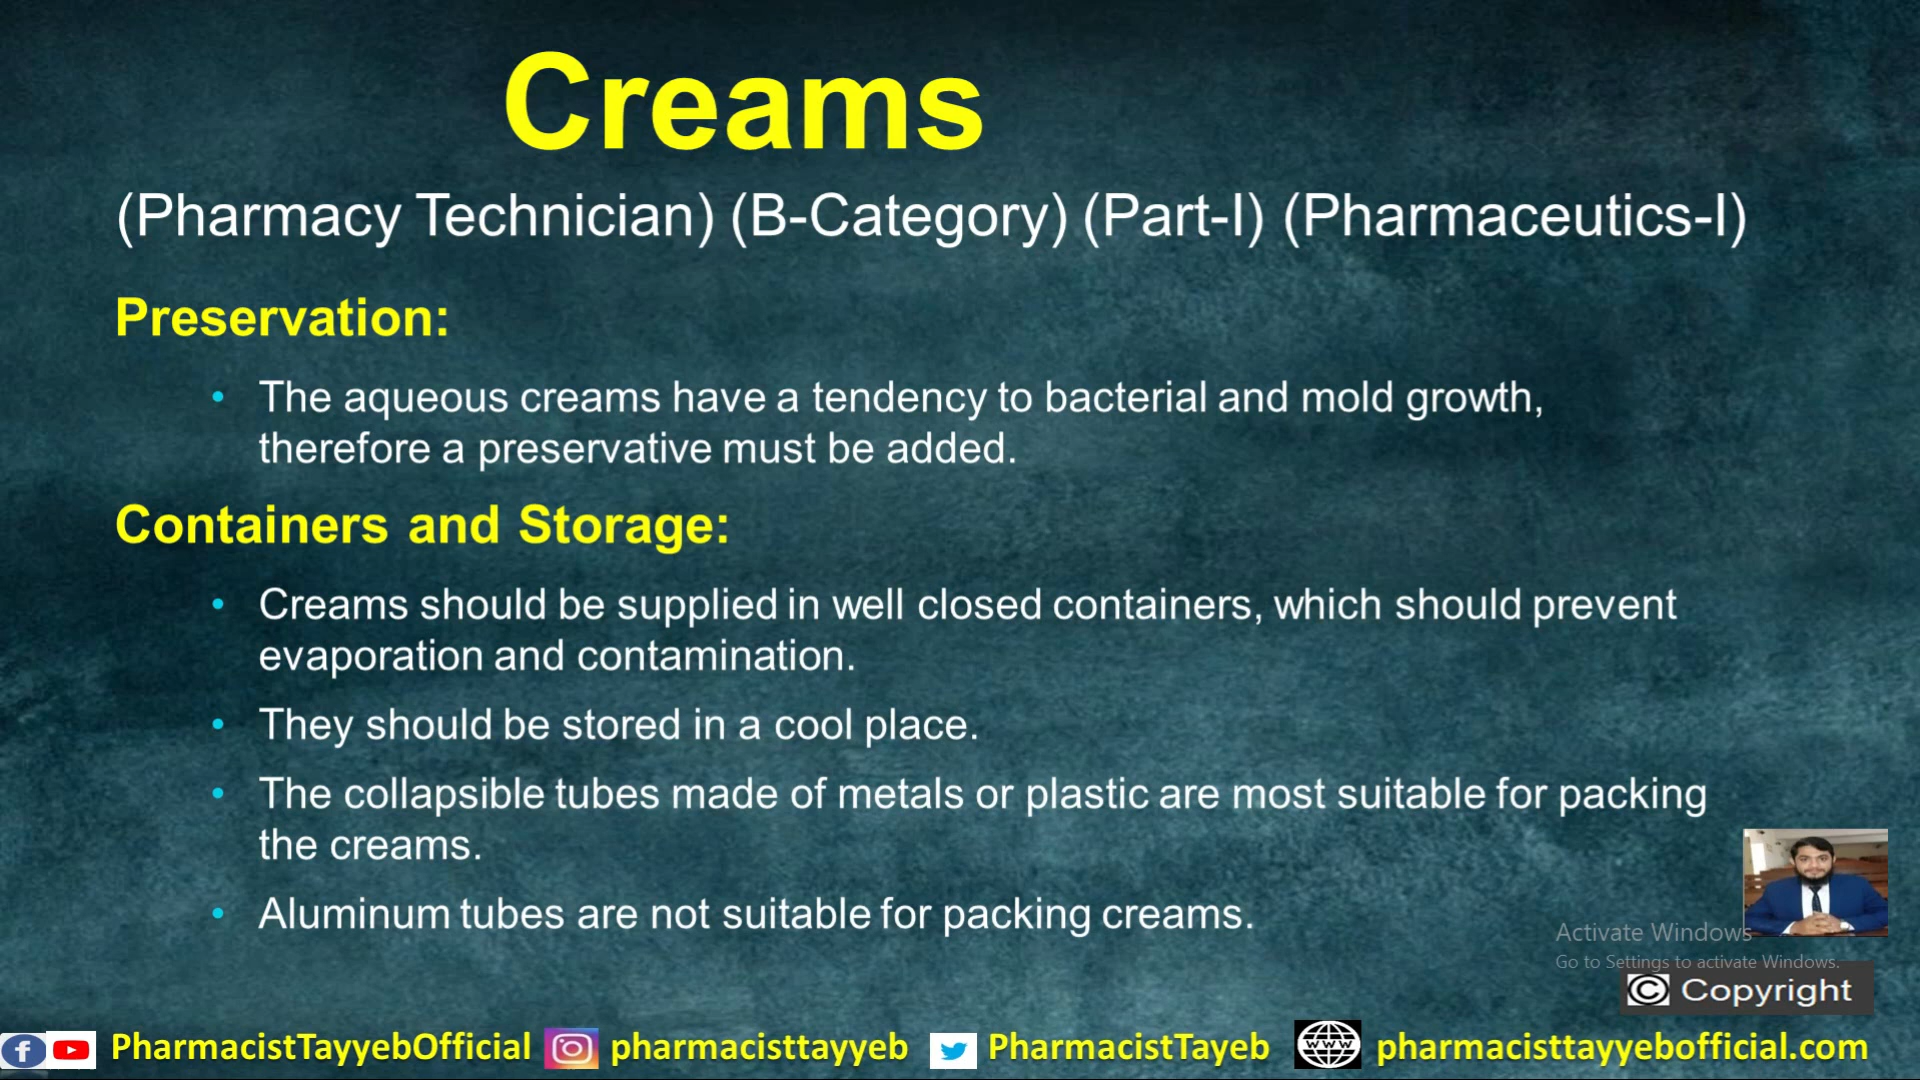 Creams
(Pharmacy Technician) (B-Category) (Part-I) (Pharmaceutics-I)
Preservation:
• The aqueous creams have a tendency to bacterial and mold growth,
therefore a preservative must be added.
Containers and Storage:
• Creams should be supplied in well closed containers, which should prevent
evaporation and contamination.
• They should be stored in a cool place.
• The collapsible tubes made of metals or plastic are most suitable for packing
the creams.
• Aluminum tubes are not suitable for packing creams.
Activate Windows
Go to Settings to activate Windows.
© Copyright
f PharmacistTayyebOfficial pharmacisttayyeb PharmacistTayeb WWW pharmacisttayyebofficial.com